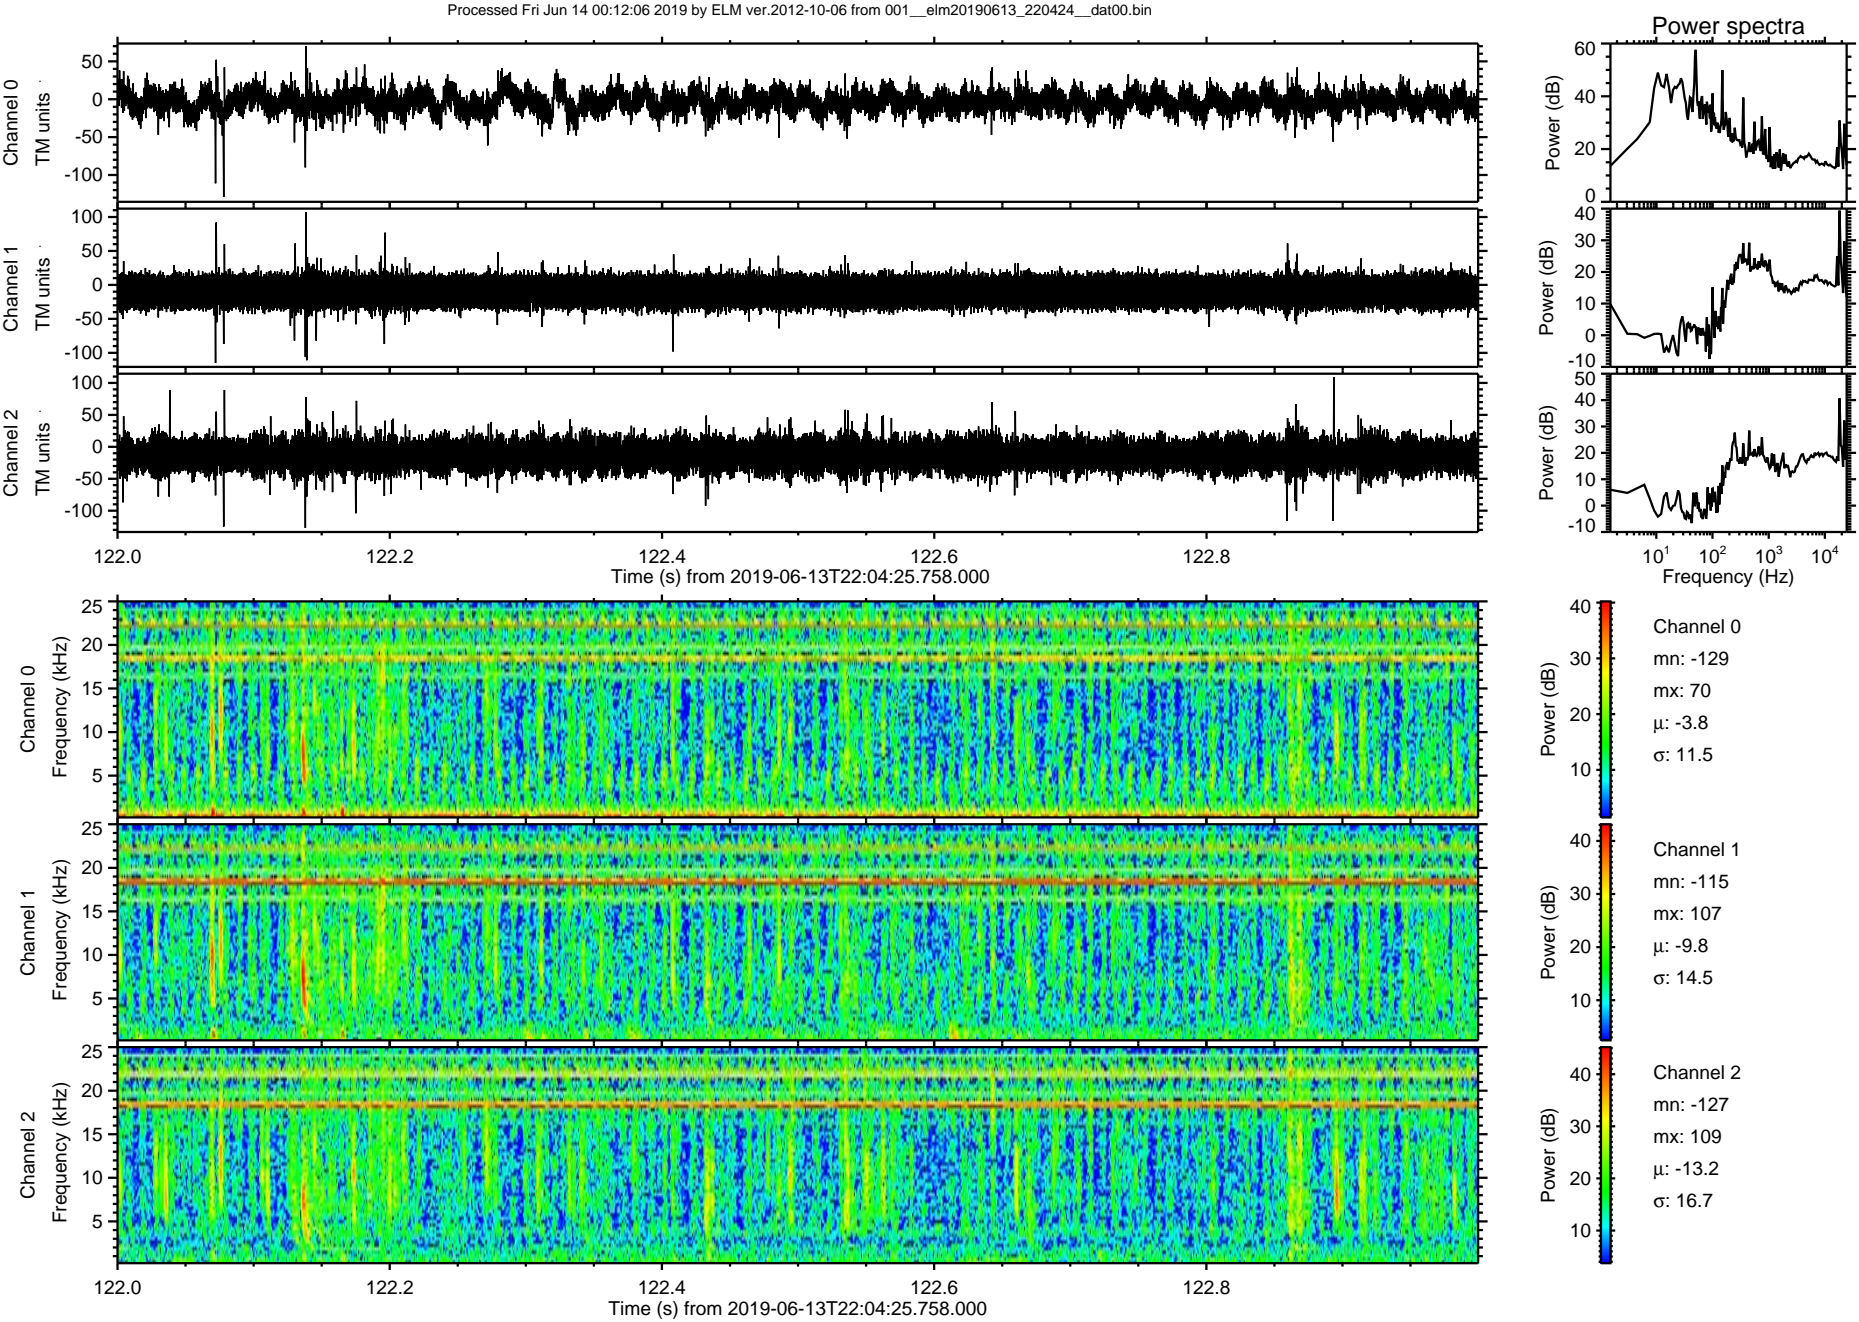 Processed Fri Jun 14 00:12:06 2019 by ELM ver.2012-10-06 from 001__elm20190613_220424__dat00.bin
Power spectra
Channel 0
TM units
50
0
-50
-100
Power (dB)
60
40
20
0
Channel 1
TM units
100
50
0
-50
-100
Power (dB)
40
30
20
10
0
-10
Channel 2
TM units
100
50
0
-50
-100
Power (dB)
50
40
30
20
10
0
-10
122.0 122.2 122.4 122.6 122.8
Time (s) from 2019-06-13T22:04:25.758.000
10^1 10^2 10^3 10^4
Frequency (Hz)
Channel 0
Frequency (kHz)
25
20
15
10
5
Power (dB)
40
30
20
10
Channel 0
mn: -129
mx: 70
μ: -3.8
σ: 11.5
Channel 1
Frequency (kHz)
25
20
15
10
5
Power (dB)
40
30
20
10
Channel 1
mn: -115
mx: 107
μ: -9.8
σ: 14.5
Channel 2
Frequency (kHz)
25
20
15
10
5
Power (dB)
40
30
20
10
Channel 2
mn: -127
mx: 109
μ: -13.2
σ: 16.7
122.0 122.2 122.4 122.6 122.8
Time (s) from 2019-06-13T22:04:25.758.000